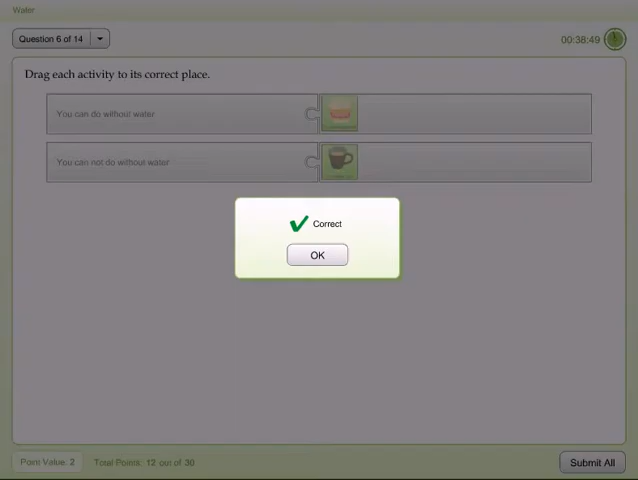 Water
Question 6 of 14
00:38:49
Drag each activity to its correct place.
You can do without water
You can not do without water
Correct
OK
Point Value: 2
Total Points: 12 out of 30
Submit All